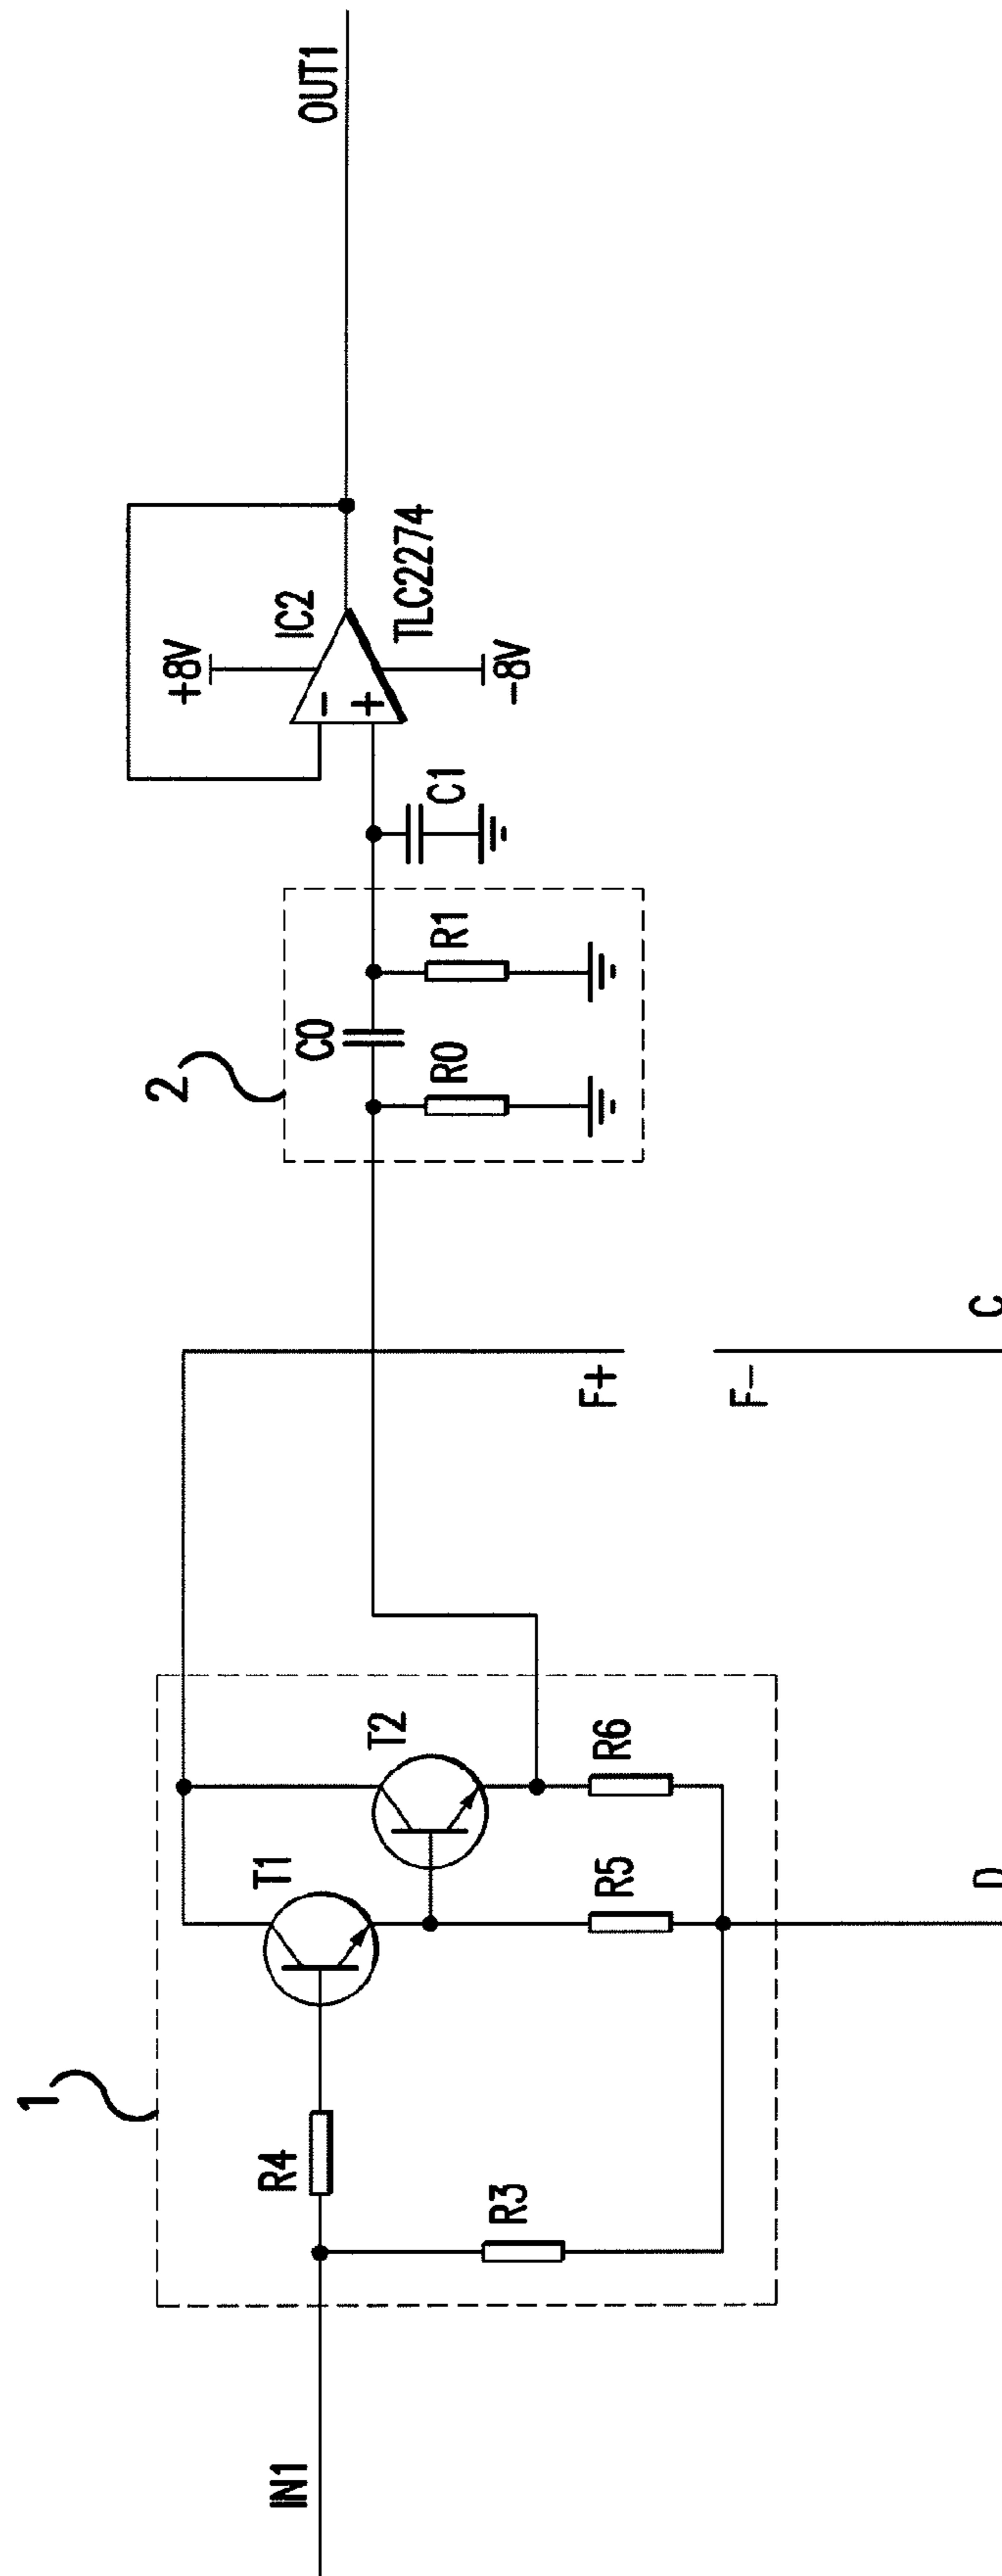 1
2
IN1
R4
R3
T1
T2
R5
R6
D
F+
F−
C
C0
R0
R1
C1
+8V
IC2
−
+
TLC2274
−8V
OUT1